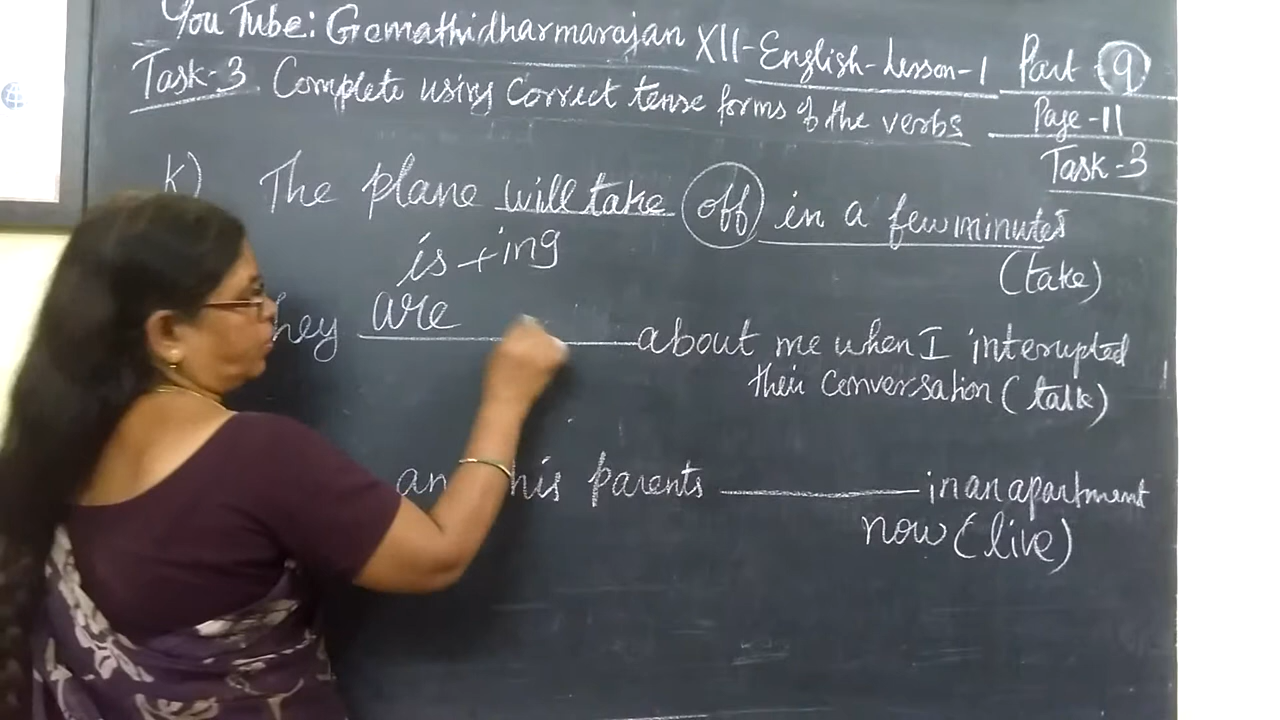 You Tube: Gomathidharmarajan XII-English-Lesson-1 Part 9
Task-3 Complete using correct tense forms of the verbs Page-11
Task-3
k) The plane will take off in a few minutes
(take)
is + ing
hey are about me when I interrupted
their conversation (talk)
an his parents in an apartment
now (live)